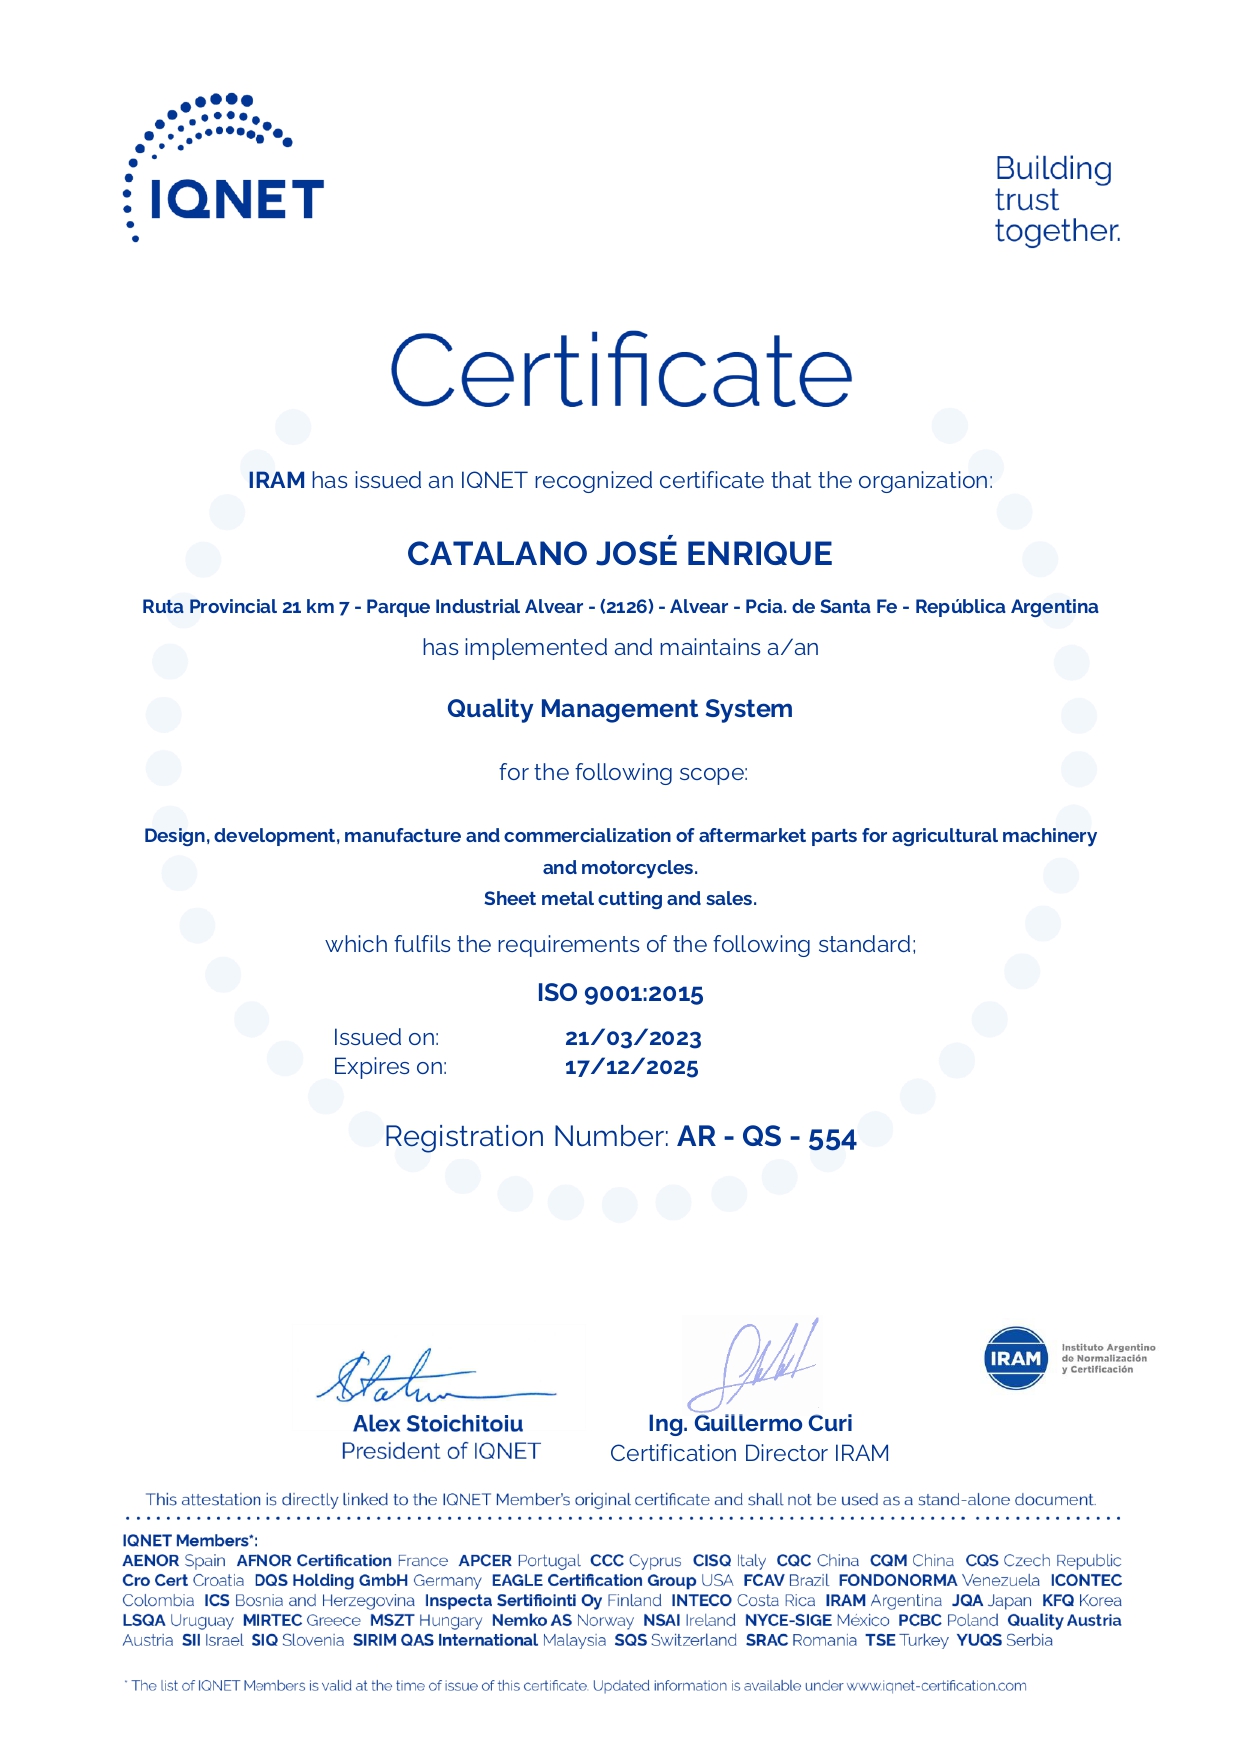 IQNET
Building
trust
together.
Certificate
IRAM has issued an IQNET recognized certificate that the organization:
CATALANO JOSÉ ENRIQUE
Ruta Provincial 21 km 7 - Parque Industrial Alvear - (2126) - Alvear - Pcia. de Santa Fe - República Argentina
has implemented and maintains a/an
Quality Management System
for the following scope:
Design, development, manufacture and commercialization of aftermarket parts for agricultural machinery
and motorcycles.
Sheet metal cutting and sales.
which fulfils the requirements of the following standard;
ISO 9001:2015
Issued on: 21/03/2023
Expires on: 17/12/2025
Registration Number: AR - QS - 554
IRAM
Instituto Argentino
de Normalización
y Certificación
Alex Stoichitoiu
President of IQNET
Ing. Guillermo Curi
Certification Director IRAM
This attestation is directly linked to the IQNET Member's original certificate and shall not be used as a stand-alone document.
IQNET Members*:
AENOR Spain AFNOR Certification France APCER Portugal CCC Cyprus CISQ Italy CQC China CQM China CQS Czech Republic
Cro Cert Croatia DQS Holding GmbH Germany EAGLE Certification Group USA FCAV Brazil FONDONORMA Venezuela ICONTEC
Colombia ICS Bosnia and Herzegovina Inspecta Sertifiointi Oy Finland INTECO Costa Rica IRAM Argentina JQA Japan KFQ Korea
LSQA Uruguay MIRTEC Greece MSZT Hungary Nemko AS Norway NSAI Ireland NYCE-SIGE México PCBC Poland Quality Austria
Austria SII Israel SIQ Slovenia SIRIM QAS International Malaysia SQS Switzerland SRAC Romania TSE Turkey YUQS Serbia
* The list of IQNET Members is valid at the time of issue of this certificate. Updated information is available under www.iqnet-certification.com